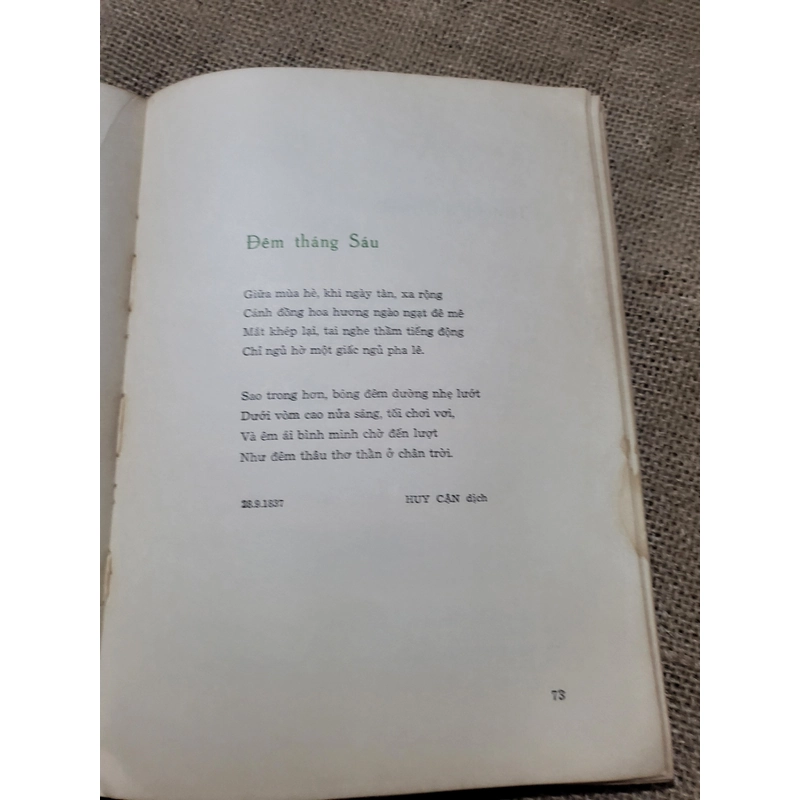 Đêm tháng Sáu
Giữa mùa hè, khi ngày tàn, xa rộng
Cánh đồng hoa hương ngào ngạt đê mê
Mắt khép lại, tai nghe thầm tiếng động
Chỉ ngủ hờ một giấc ngủ pha lê.
Sao trong hơn, bóng đêm dường nhẹ lướt
Dưới vòm cao nửa sáng, tối chơi vơi,
Và êm ái bình minh chờ đến lượt
Như đêm thâu thơ thẩn ở chân trời.
28.9.1837
HUY CẬN dịch
73